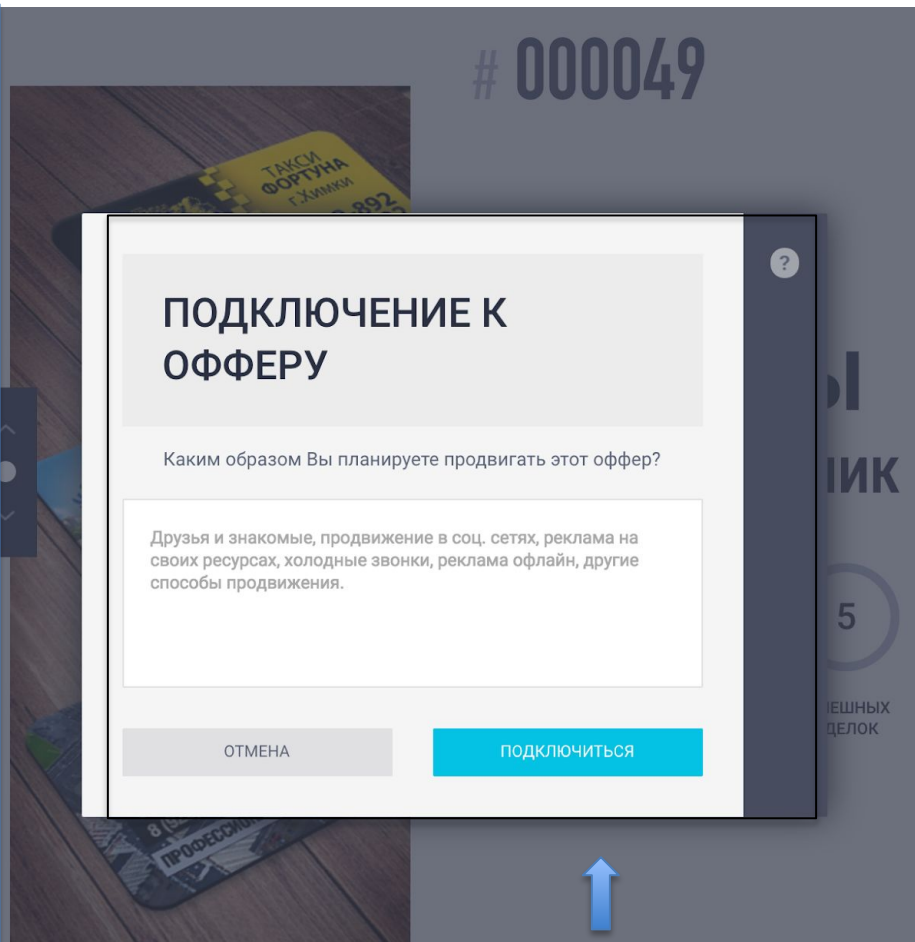 # 000049
ТАКСИ
ФОРТУНА
г.Химки
?
ПОДКЛЮЧЕНИЕ К
ОФФЕРУ
Каким образом Вы планируете продвигать этот оффер?
Друзья и знакомые, продвижение в соц. сетях, реклама на
своих ресурсах, холодные звонки, реклама офлайн, другие
способы продвижения.
5
ОТМЕНА
ПОДКЛЮЧИТЬСЯ